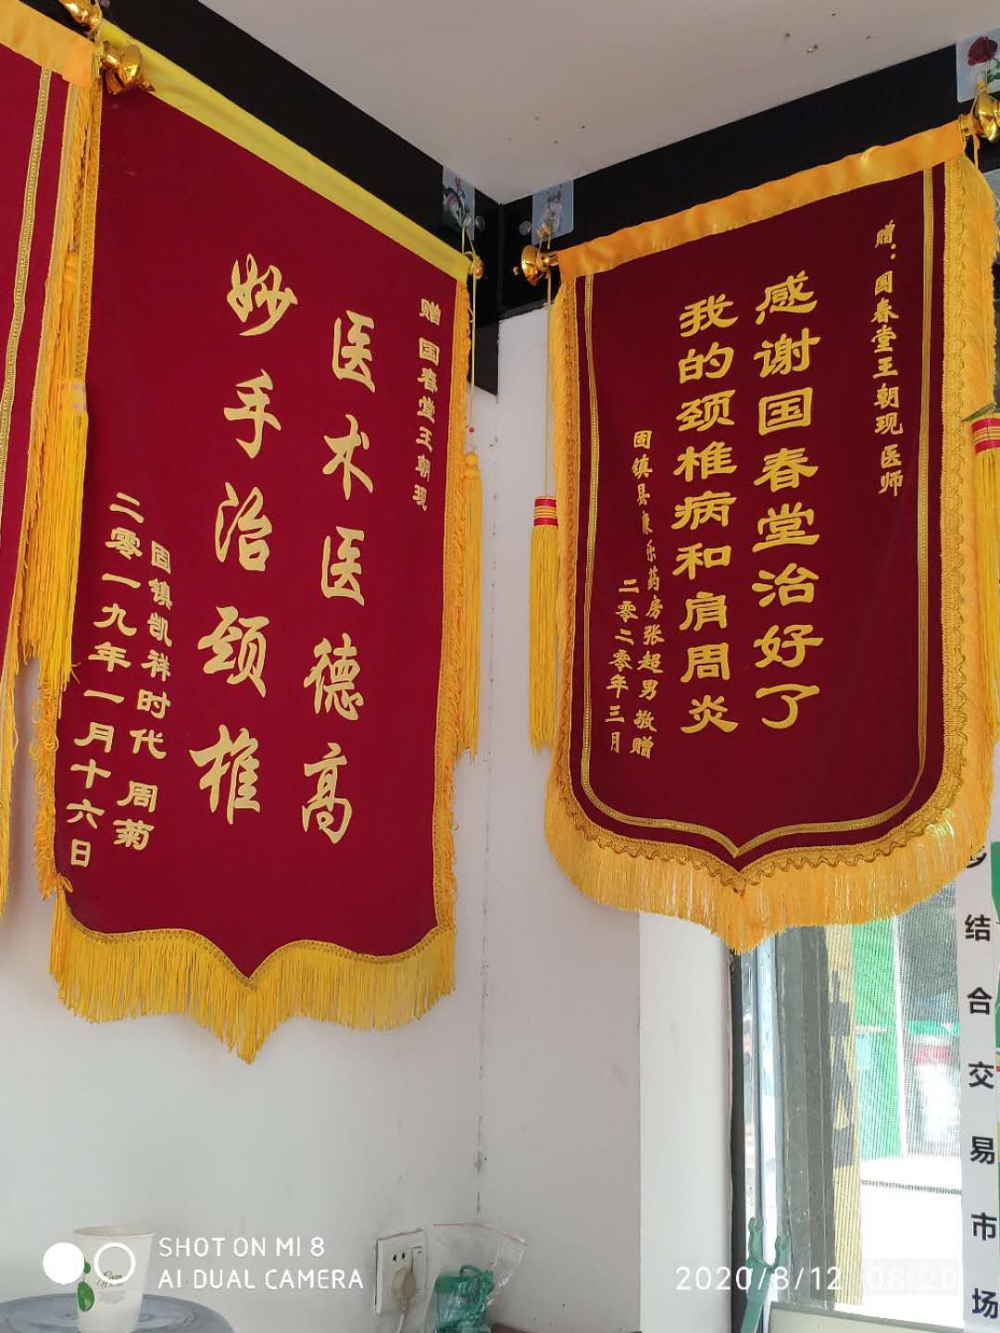 赠国春堂王朝现
医术医德高
妙手治颈椎
固镇凯祥时代 周菊
二零一九年一月十六日
赠：国春堂王朝现医师
感谢国春堂治好了
我的颈椎病和肩周炎
固镇县康乐药房张超男 敬赠
二零二零年三月
结合交易市场
SHOT ON MI 8
AI DUAL CAMERA
2020/8/12 08:20